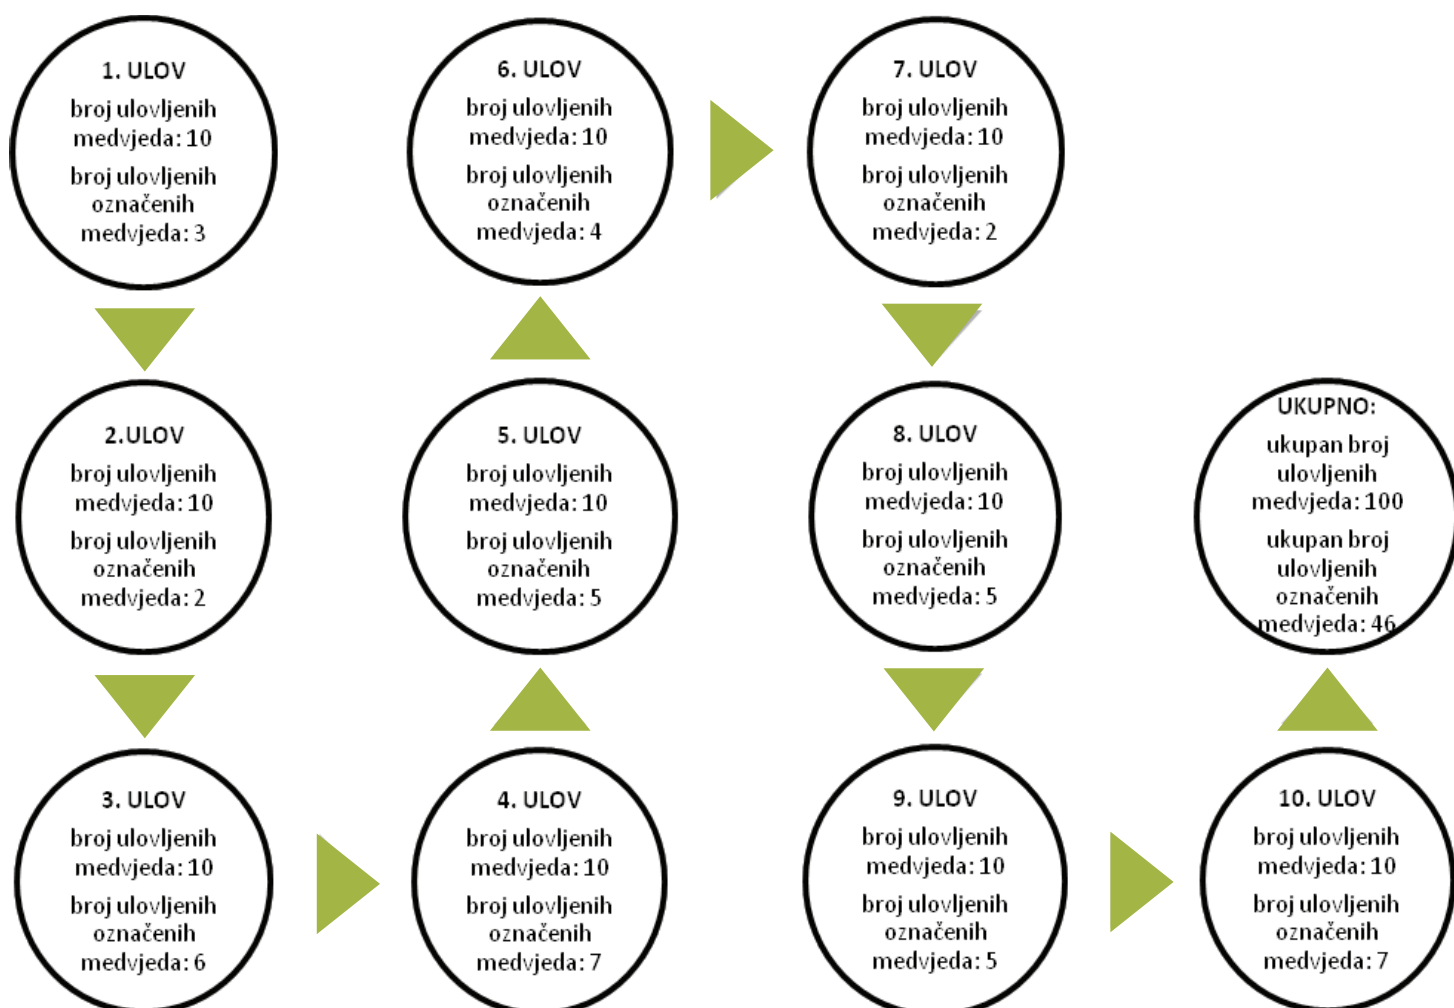 1. ULOV
broj ulovljenih
medvjeda: 10
broj ulovljenih
označenih
medvjeda: 3
2.ULOV
broj ulovljenih
medvjeda: 10
broj ulovljenih
označenih
medvjeda: 2
3. ULOV
broj ulovljenih
medvjeda: 10
broj ulovljenih
označenih
medvjeda: 6
4. ULOV
broj ulovljenih
medvjeda: 10
broj ulovljenih
označenih
medvjeda: 7
5. ULOV
broj ulovljenih
medvjeda: 10
broj ulovljenih
označenih
medvjeda: 5
6. ULOV
broj ulovljenih
medvjeda: 10
broj ulovljenih
označenih
medvjeda: 4
7. ULOV
broj ulovljenih
medvjeda: 10
broj ulovljenih
označenih
medvjeda: 2
8. ULOV
broj ulovljenih
medvjeda: 10
broj ulovljenih
označenih
medvjeda: 5
9. ULOV
broj ulovljenih
medvjeda: 10
broj ulovljenih
označenih
medvjeda: 5
10. ULOV
broj ulovljenih
medvjeda: 10
broj ulovljenih
označenih
medvjeda: 7
UKUPNO:
ukupan broj
ulovljenih
medvjeda: 100
ukupan broj
ulovljenih
označenih
medvjeda: 46